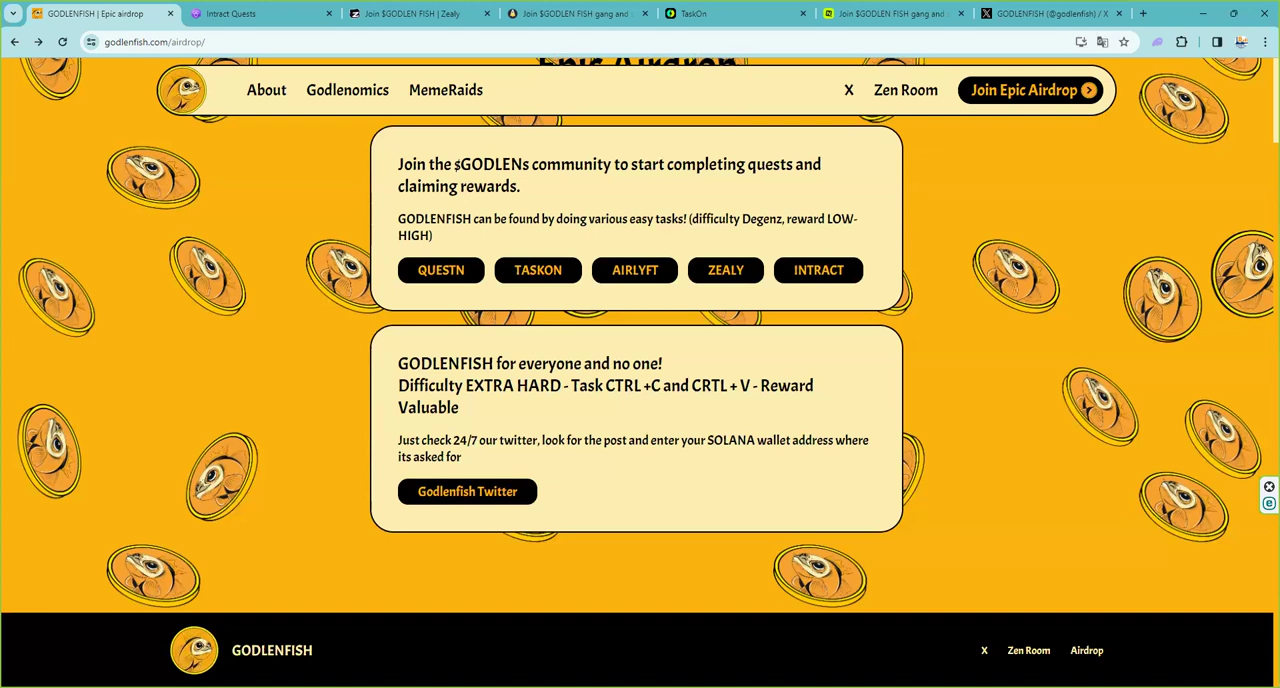 GODLENFISH | Epic airdrop
Intract Quests
Join $GODLEN FISH | Zealy
Join $GODLEN FISH gang and
TaskOn
Join $GODLEN FISH gang and
GODLENFISH (@godlenfish) / X
godlenfish.com/airdrop/
Epic Airdrop
About
Godlenomics
MemeRaids
X
Zen Room
Join Epic Airdrop
Join the $GODLENs community to start completing quests and
claiming rewards.
GODLENFISH can be found by doing various easy tasks! (difficulty Degenz, reward LOW-
HIGH)
QUESTN
TASKON
AIRLYFT
ZEALY
INTRACT
GODLENFISH for everyone and no one!
Difficulty EXTRA HARD - Task CTRL +C and CRTL + V - Reward
Valuable
Just check 24/7 our twitter, look for the post and enter your SOLANA wallet address where
its asked for
Godlenfish Twitter
GODLENFISH
X
Zen Room
Airdrop